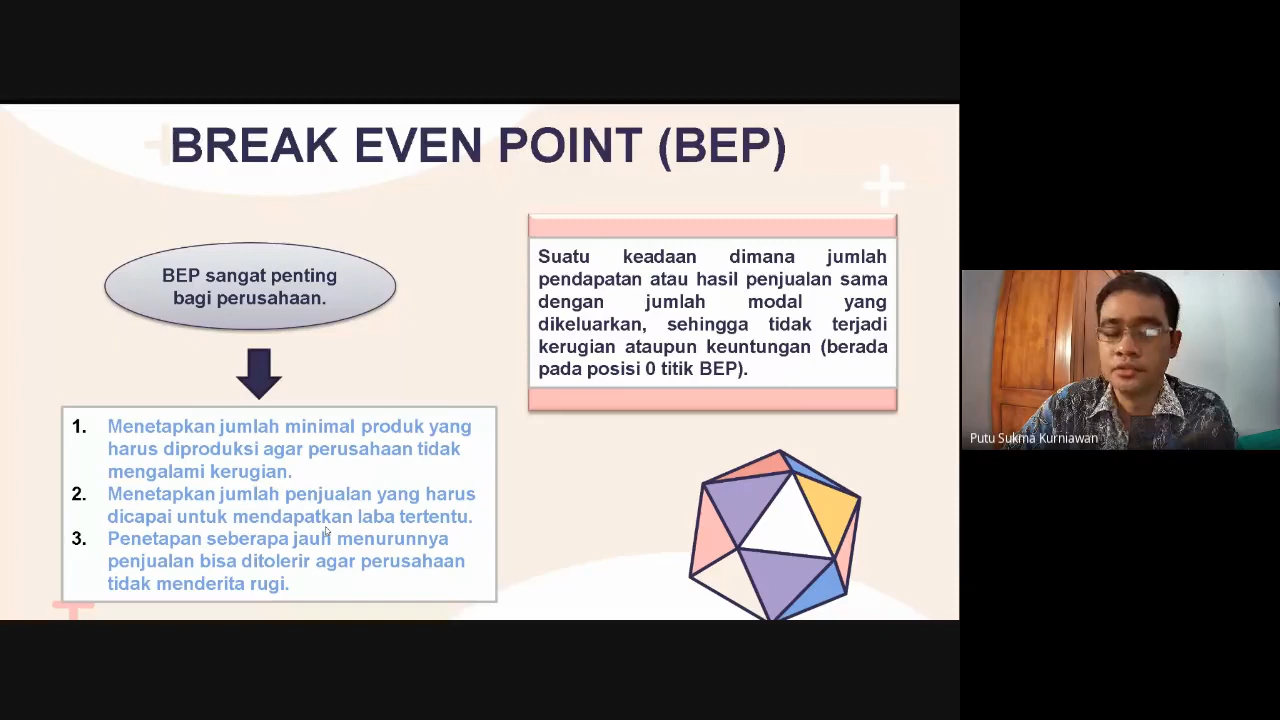 BREAK EVEN POINT (BEP)
BEP sangat penting
bagi perusahaan.
1. Menetapkan jumlah minimal produk yang
harus diproduksi agar perusahaan tidak
mengalami kerugian.
2. Menetapkan jumlah penjualan yang harus
dicapai untuk mendapatkan laba tertentu.
3. Penetapan seberapa jauh menurunnya
penjualan bisa ditolerir agar perusahaan
tidak menderita rugi.
Suatu keadaan dimana jumlah
pendapatan atau hasil penjualan sama
dengan jumlah modal yang
dikeluarkan, sehingga tidak terjadi
kerugian ataupun keuntungan (berada
pada posisi 0 titik BEP).
Putu Sukma Kurniawan